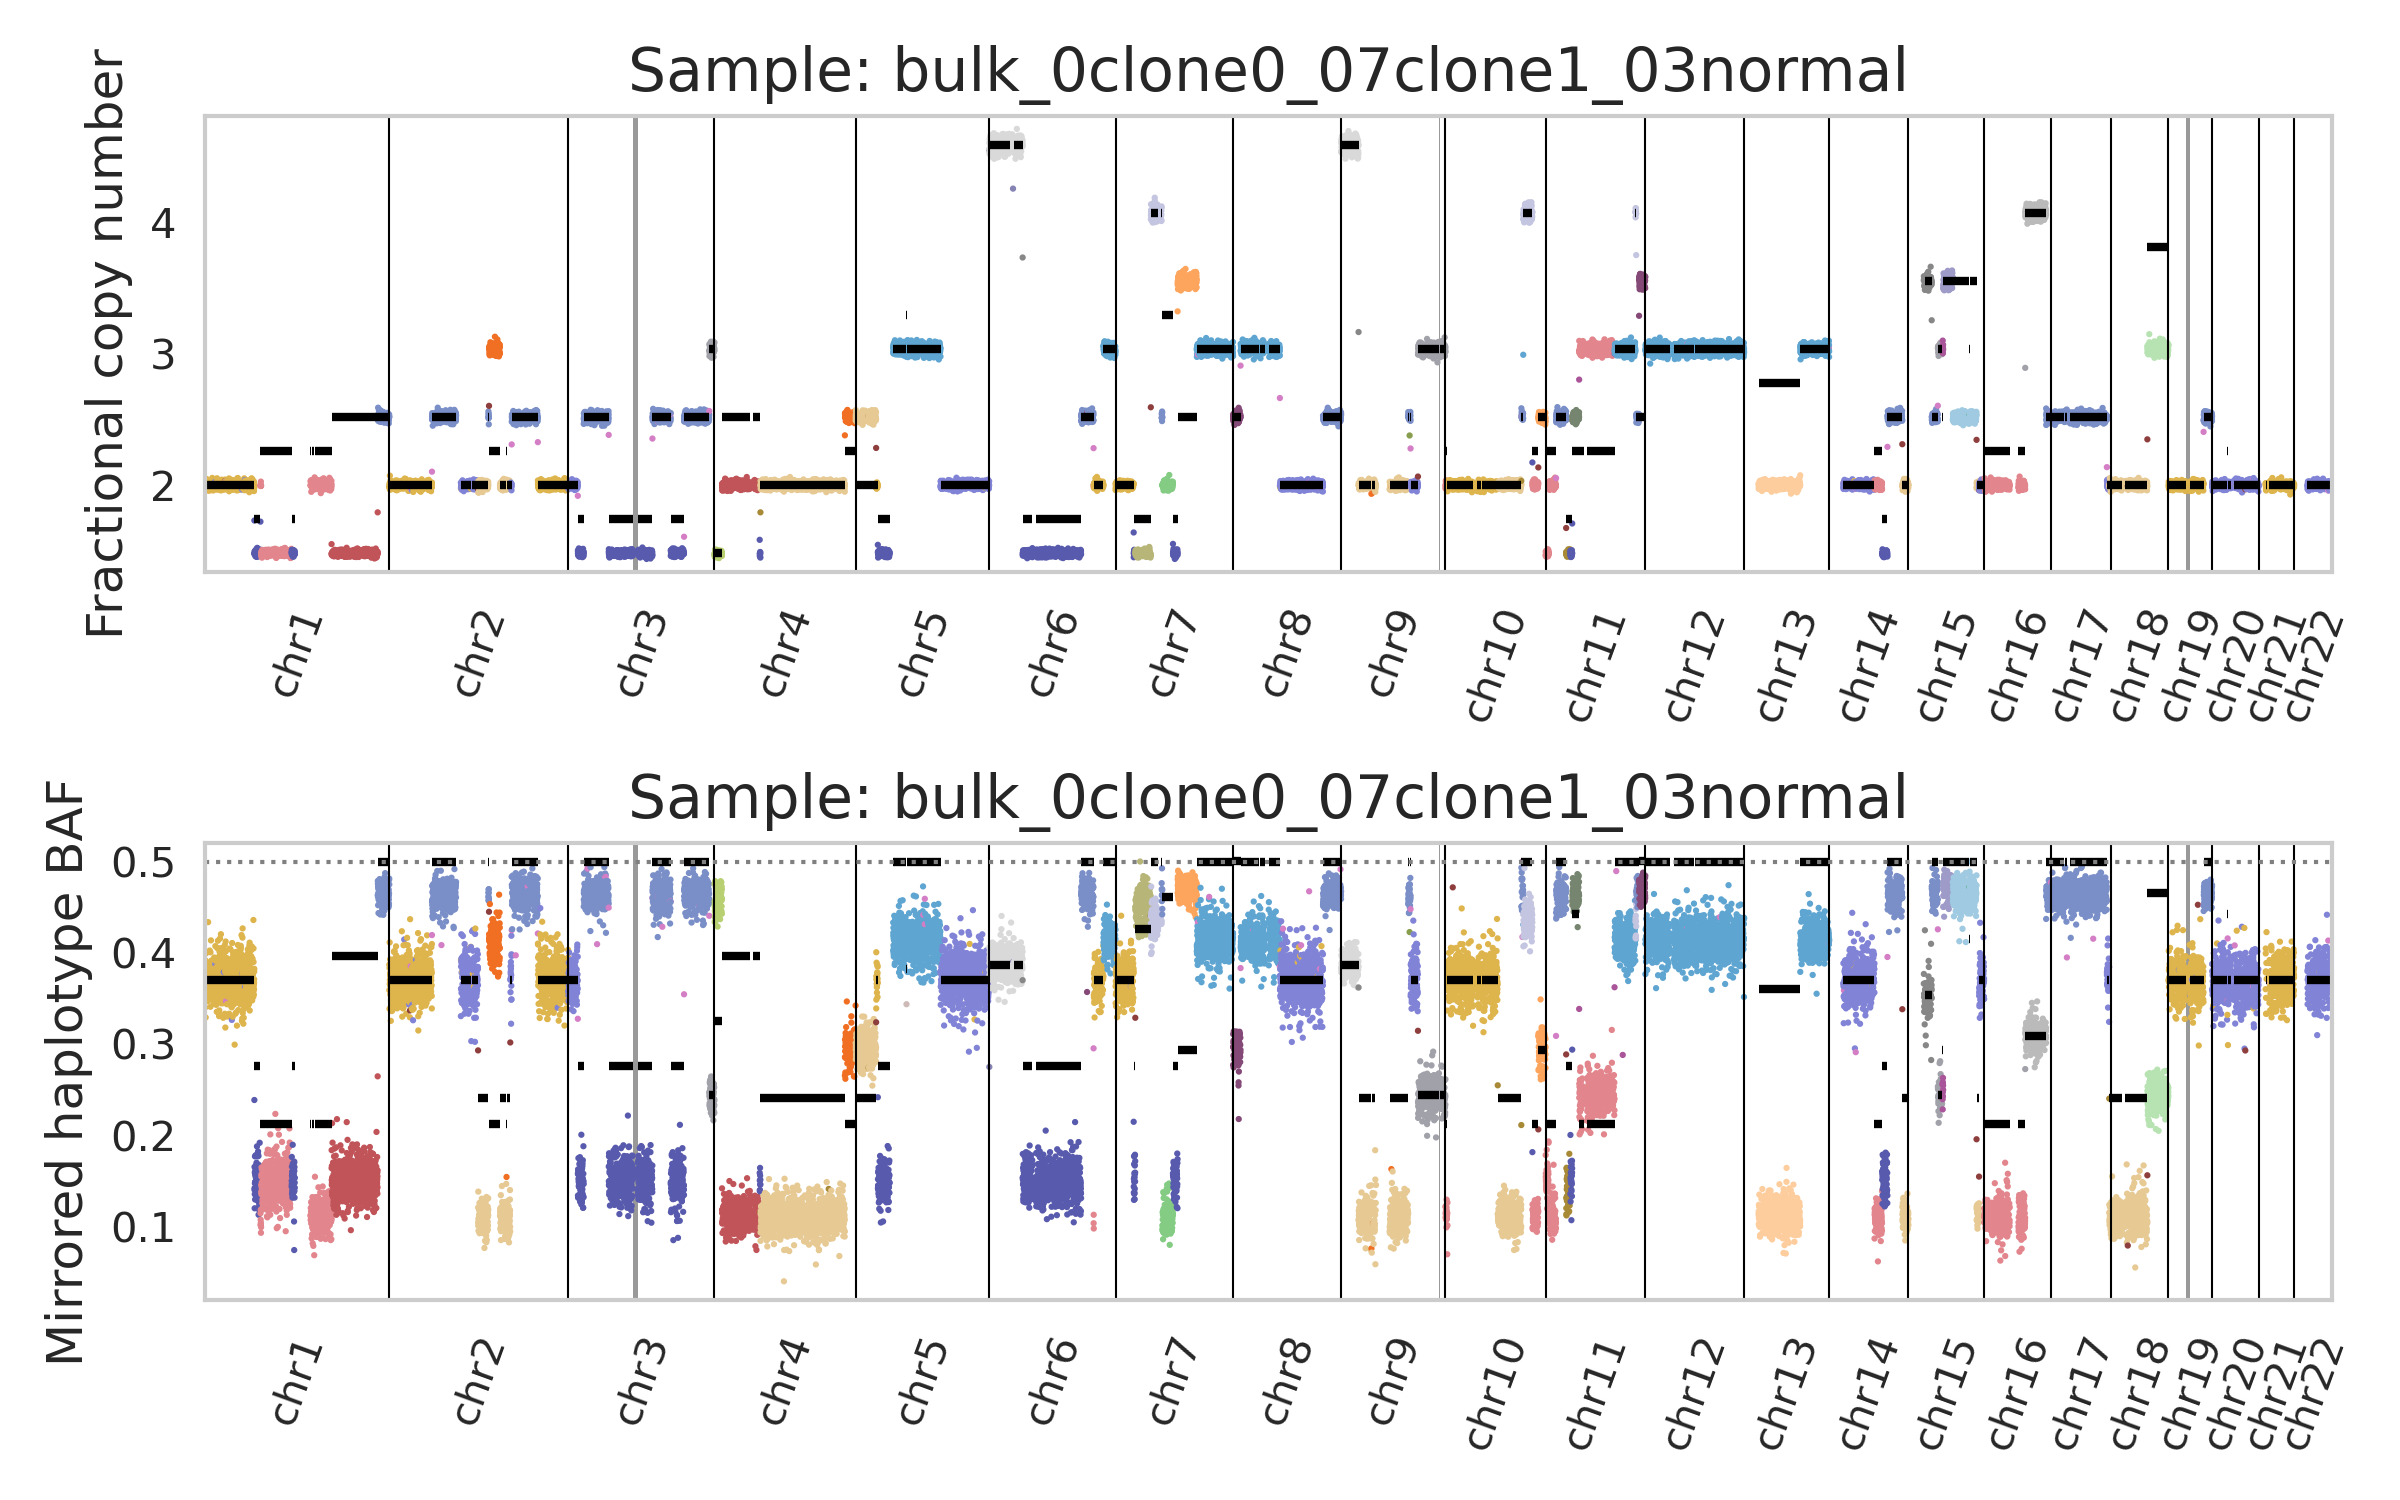 Sample: bulk_0clone0_07clone1_03normal
Fractional copy number
4
3
2
chr1 chr2 chr3 chr4 chr5 chr6 chr7 chr8 chr9 chr10 chr11 chr12 chr13 chr14 chr15 chr16 chr17 chr18 chr19 chr20 chr21 chr22
Sample: bulk_0clone0_07clone1_03normal
Mirrored haplotype BAF
0.5
0.4
0.3
0.2
0.1
chr1 chr2 chr3 chr4 chr5 chr6 chr7 chr8 chr9 chr10 chr11 chr12 chr13 chr14 chr15 chr16 chr17 chr18 chr19 chr20 chr21 chr22